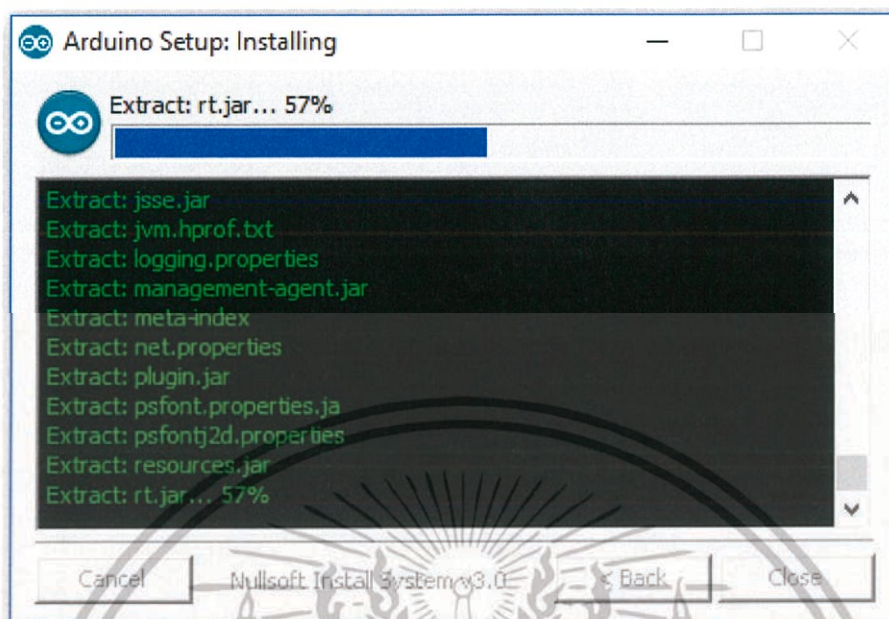 Arduino Setup: Installing
Extract: rt.jar... 57%
Extract: jsse.jar
Extract: jvm.hprof.txt
Extract: logging.properties
Extract: management-agent.jar
Extract: meta-index
Extract: net.properties
Extract: plugin.jar
Extract: psfont.properties.ja
Extract: psfontj2d.properties
Extract: resources.jar
Extract: rt.jar... 57%
Cancel Nullsoft Install System v3.0 < Back Close